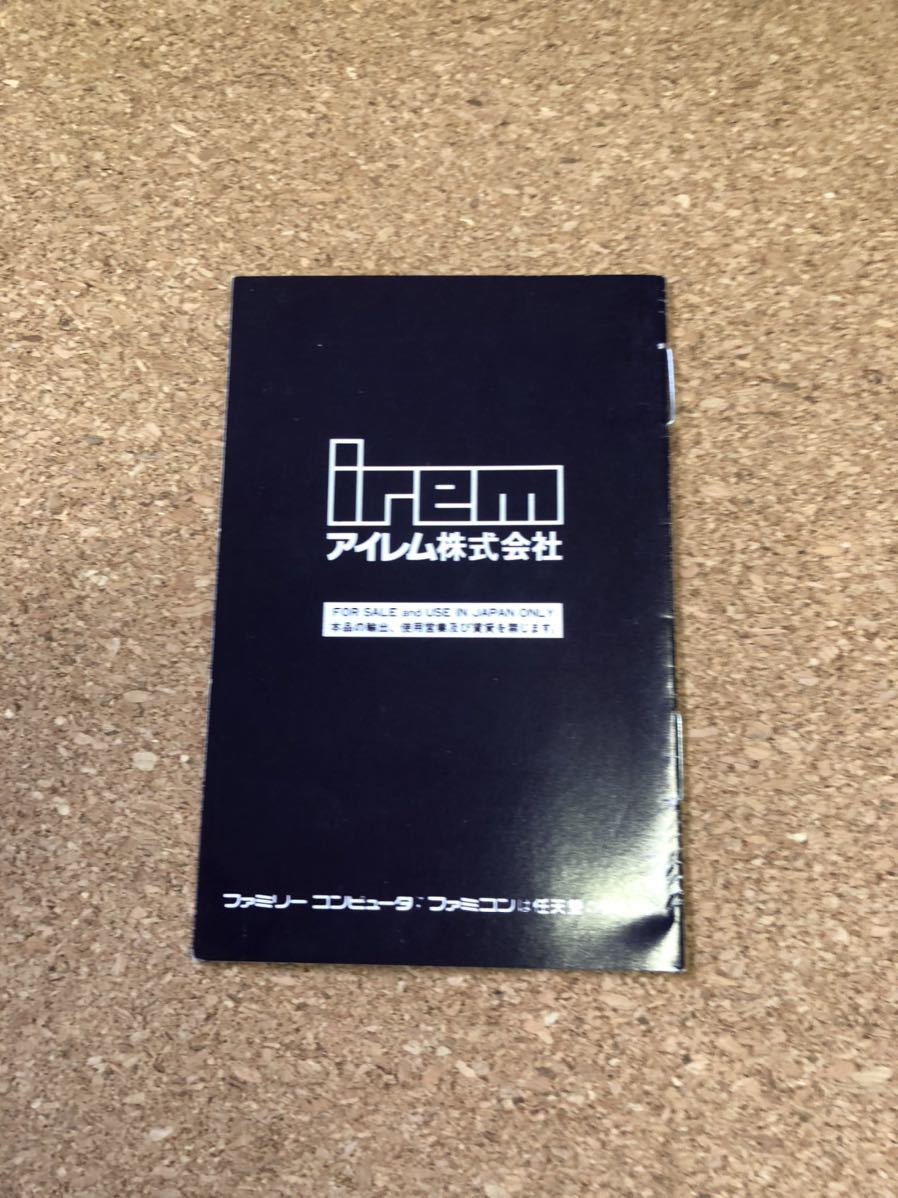 irem
アイレム株式会社
FOR SALE and USE IN JAPAN ONLY
本品の輸出、使用営業及び賃貸を禁じます。
ファミリーコンピュータ・ファミコンは任天堂の